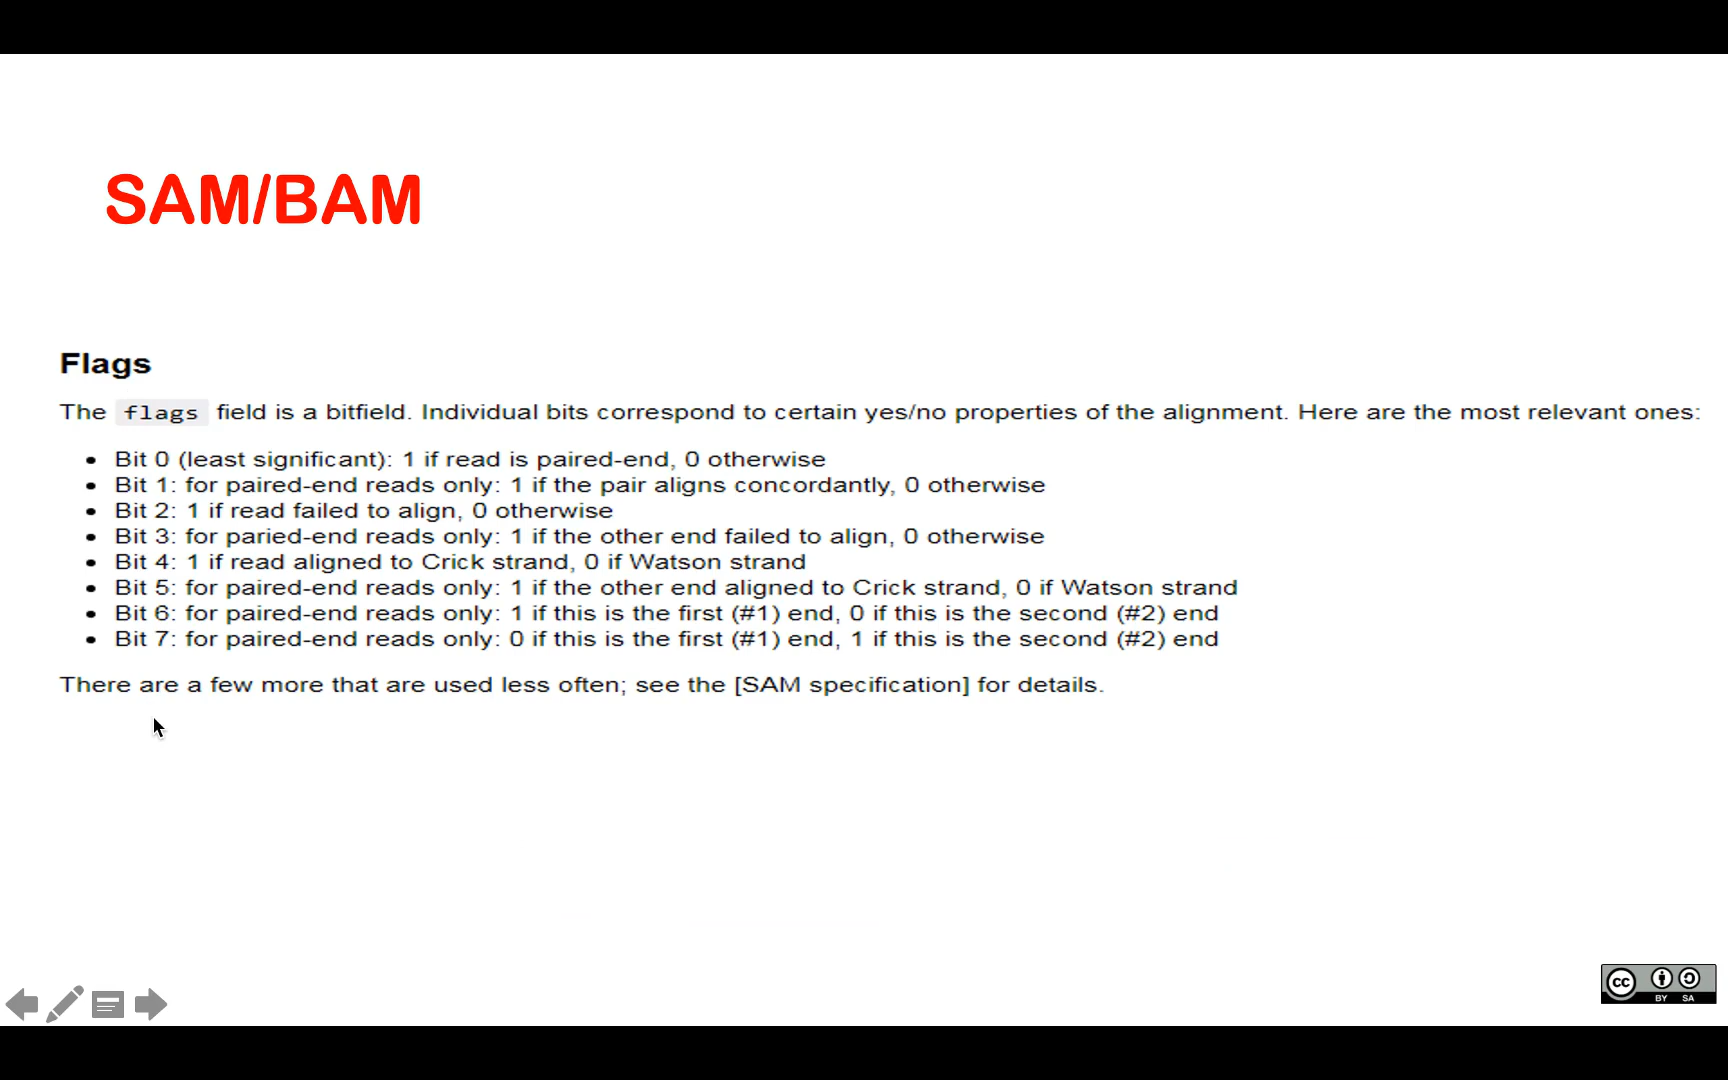 SAM/BAM
Flags
The flags field is a bitfield. Individual bits correspond to certain yes/no properties of the alignment. Here are the most relevant ones:
• Bit 0 (least significant): 1 if read is paired-end, 0 otherwise
• Bit 1: for paired-end reads only: 1 if the pair aligns concordantly, 0 otherwise
• Bit 2: 1 if read failed to align, 0 otherwise
• Bit 3: for paried-end reads only: 1 if the other end failed to align, 0 otherwise
• Bit 4: 1 if read aligned to Crick strand, 0 if Watson strand
• Bit 5: for paired-end reads only: 1 if the other end aligned to Crick strand, 0 if Watson strand
• Bit 6: for paired-end reads only: 1 if this is the first (#1) end, 0 if this is the second (#2) end
• Bit 7: for paired-end reads only: 0 if this is the first (#1) end, 1 if this is the second (#2) end
There are a few more that are used less often; see the [SAM specification] for details.
cc
BY SA